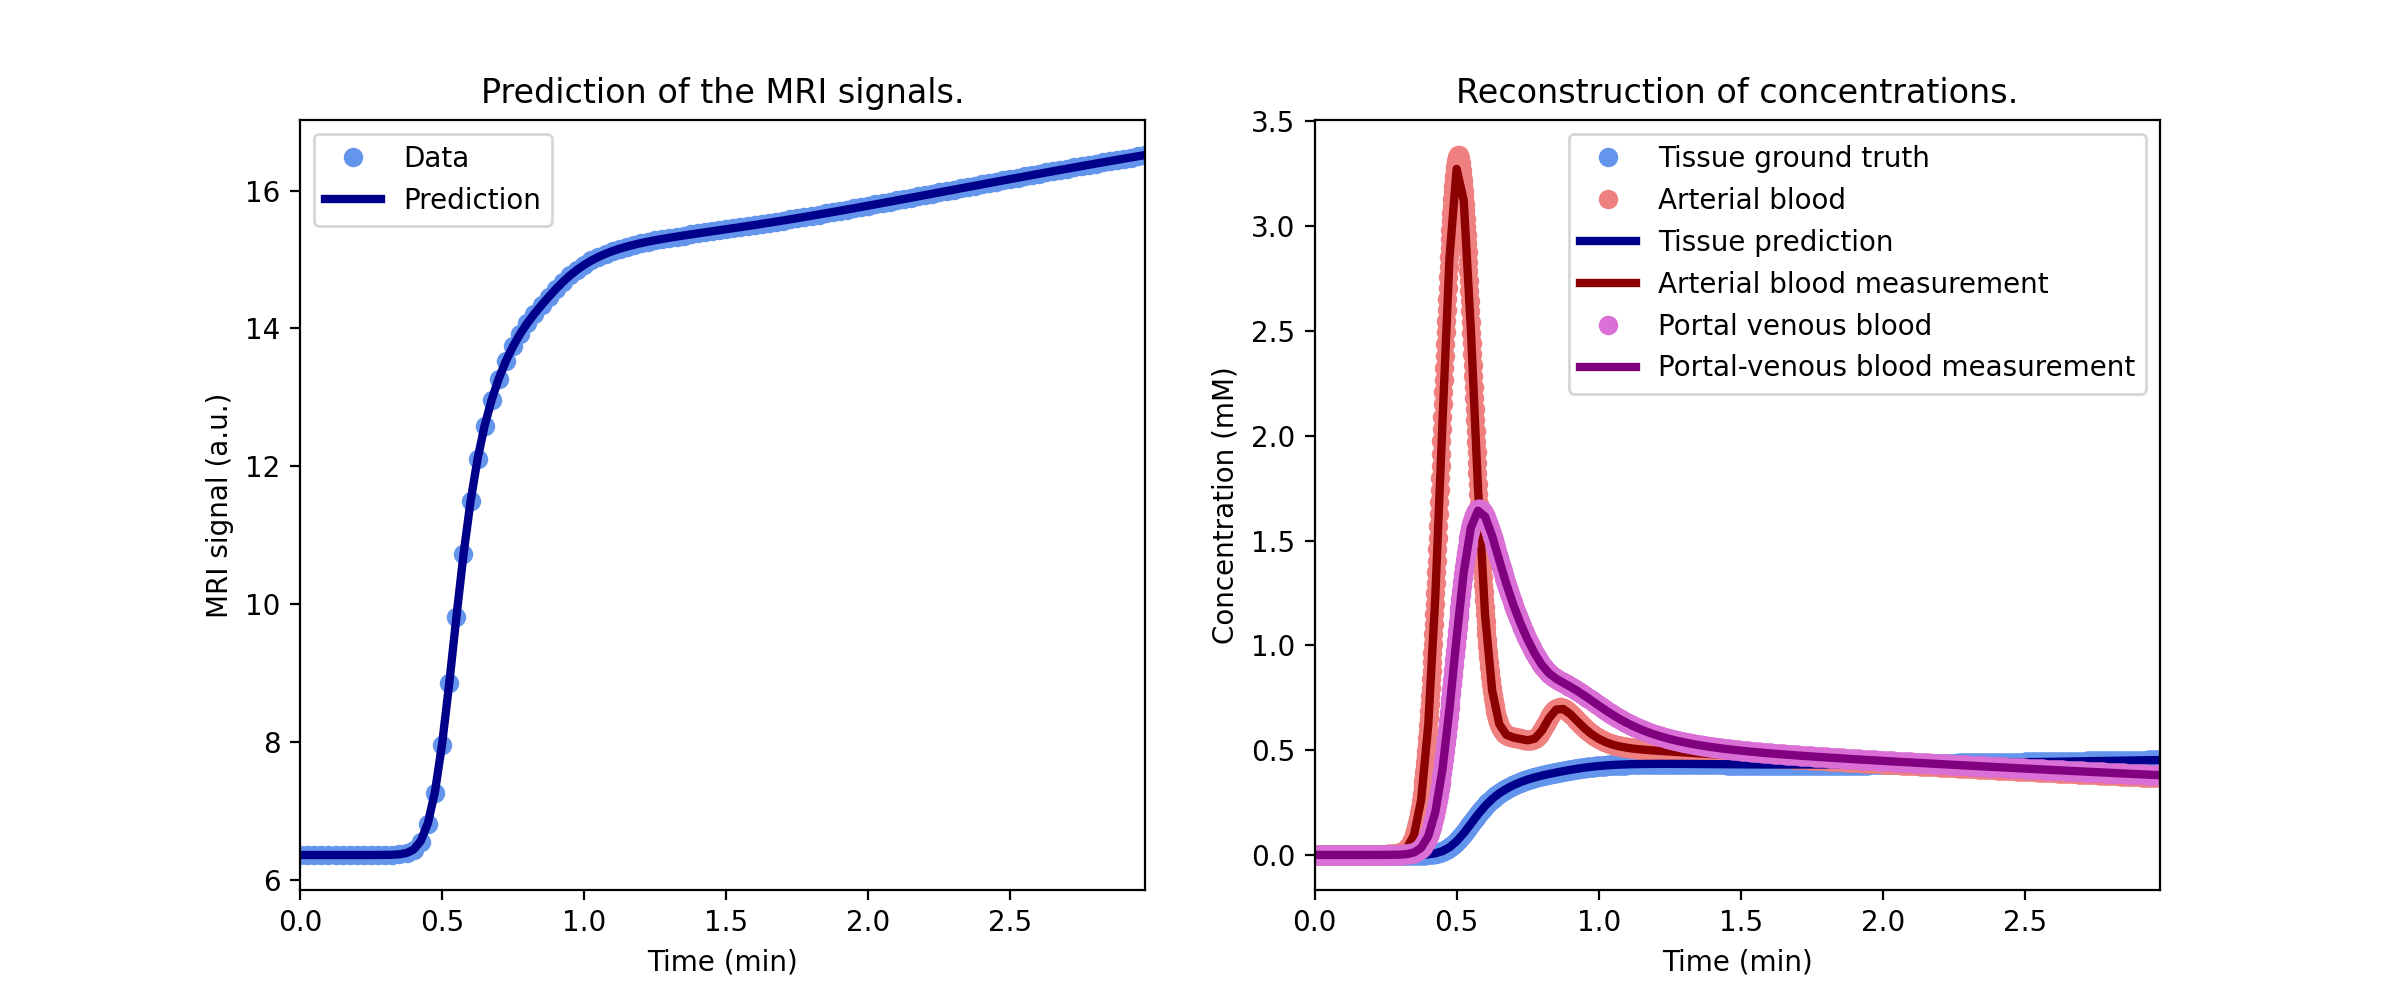 Prediction of the MRI signals.
Data
Prediction
16
14
12
10
8
6
MRI signal (a.u.)
0.0 0.5 1.0 1.5 2.0 2.5
Time (min)
Reconstruction of concentrations.
Tissue ground truth
Arterial blood
Tissue prediction
Arterial blood measurement
Portal venous blood
Portal-venous blood measurement
3.5
3.0
2.5
2.0
1.5
1.0
0.5
0.0
Concentration (mM)
0.0 0.5 1.0 1.5 2.0 2.5
Time (min)